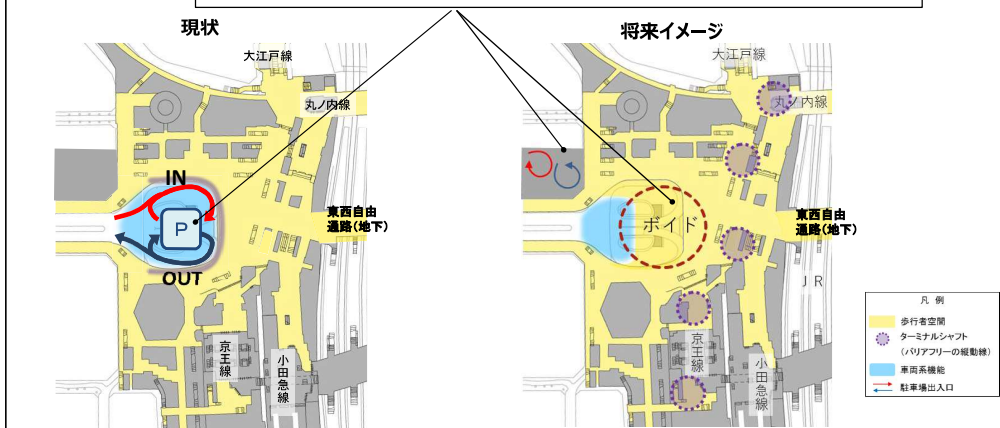 現状
大江戸線
丸ノ内線
IN
P
OUT
東西自由
通路(地下)
京王線
小田急線
将来イメージ
大江戸線
丸ノ内線
ボイド
東西自由
通路(地下)
JR
京王線
小田急線
凡 例
歩行者空間
ターミナルシャフト
(バリアフリーの縦動線)
車両系機能
駐車場出入口